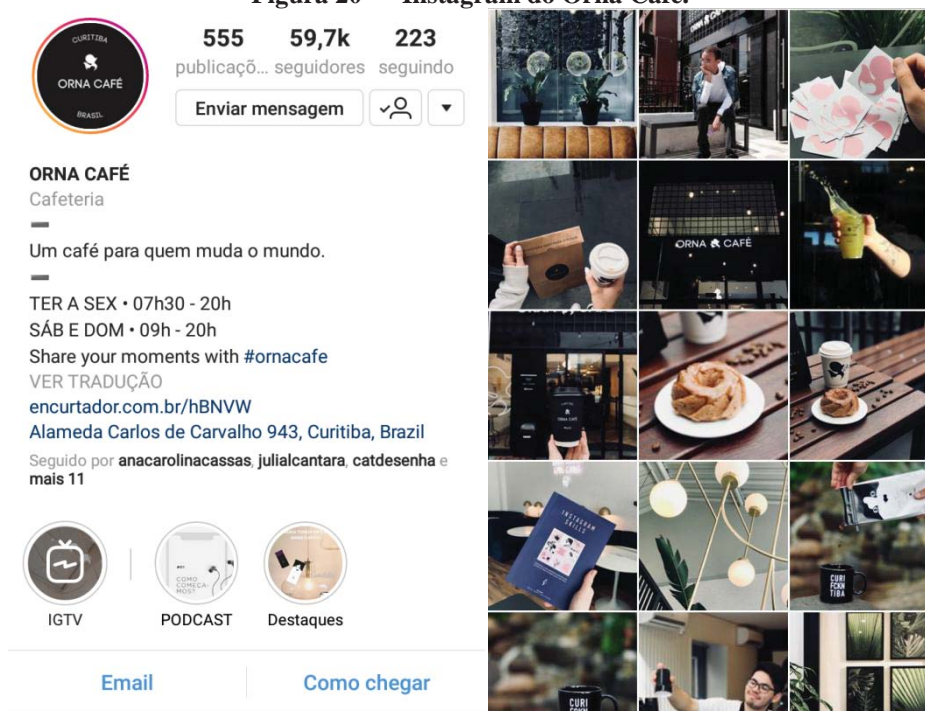 Figura 20 — Instagram do Orna Café.
CURITIBA
ORNA CAFÉ
BRASIL
555 59,7k 223
publicaçõ... seguidores seguindo
Enviar mensagem
ORNA CAFÉ
Cafeteria
Um café para quem muda o mundo.
TER A SEX • 07h30 - 20h
SÁB E DOM • 09h - 20h
Share your moments with #ornacafe
VER TRADUÇÃO
encurtador.com.br/hBNVW
Alameda Carlos de Carvalho 943, Curitiba, Brazil
Seguido por anacarolinacassas, julialcantara, catdesenha e
mais 11
COMO
COMEÇA-
MOS?
IGTV PODCAST Destaques
Email Como chegar
ORNA CAFÉ
ORNA CAFÉ
INSTAGRAM
SKILLS
CURI
FCKN
TIBA
CURI
FCKN